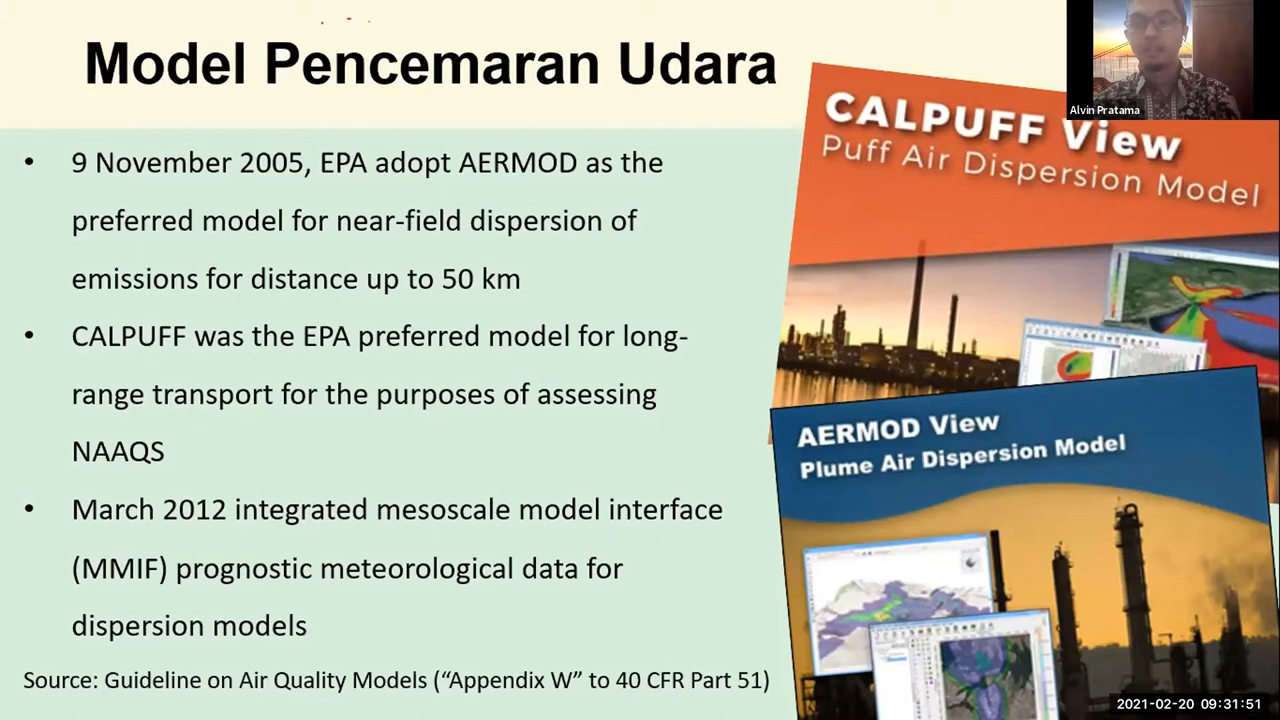 Model Pencemaran Udara
Alvin Pratama
• 9 November 2005, EPA adopt AERMOD as the
preferred model for near-field dispersion of
emissions for distance up to 50 km
• CALPUFF was the EPA preferred model for long-
range transport for the purposes of assessing
NAAQS
• March 2012 integrated mesoscale model interface
(MMIF) prognostic meteorological data for
dispersion models
Source: Guideline on Air Quality Models (“Appendix W” to 40 CFR Part 51)
CALPUFF View
Puff Air Dispersion Model
AERMOD View
Plume Air Dispersion Model
2021-02-20 09:31:51